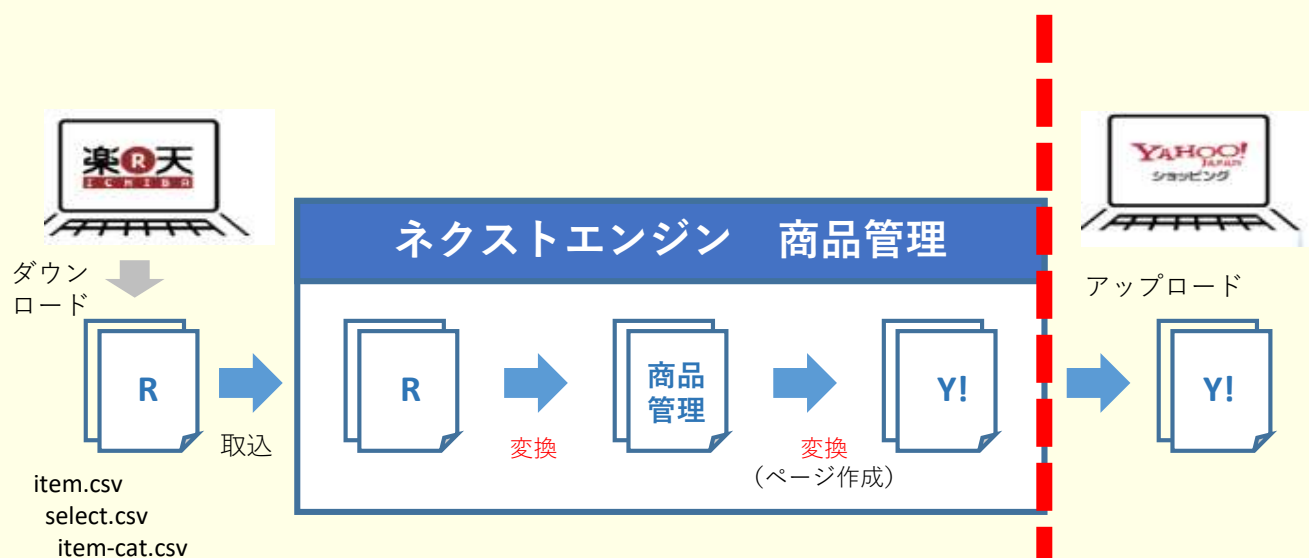 楽R天
ICHIBA
YAHOO!
JAPAN
ショッピング
ネクストエンジン 商品管理
ダウン
ロード
アップロード
R
取込
R
変換
商品
管理
変換
(ページ作成)
Y!
Y!
item.csv
select.csv
item-cat.csv